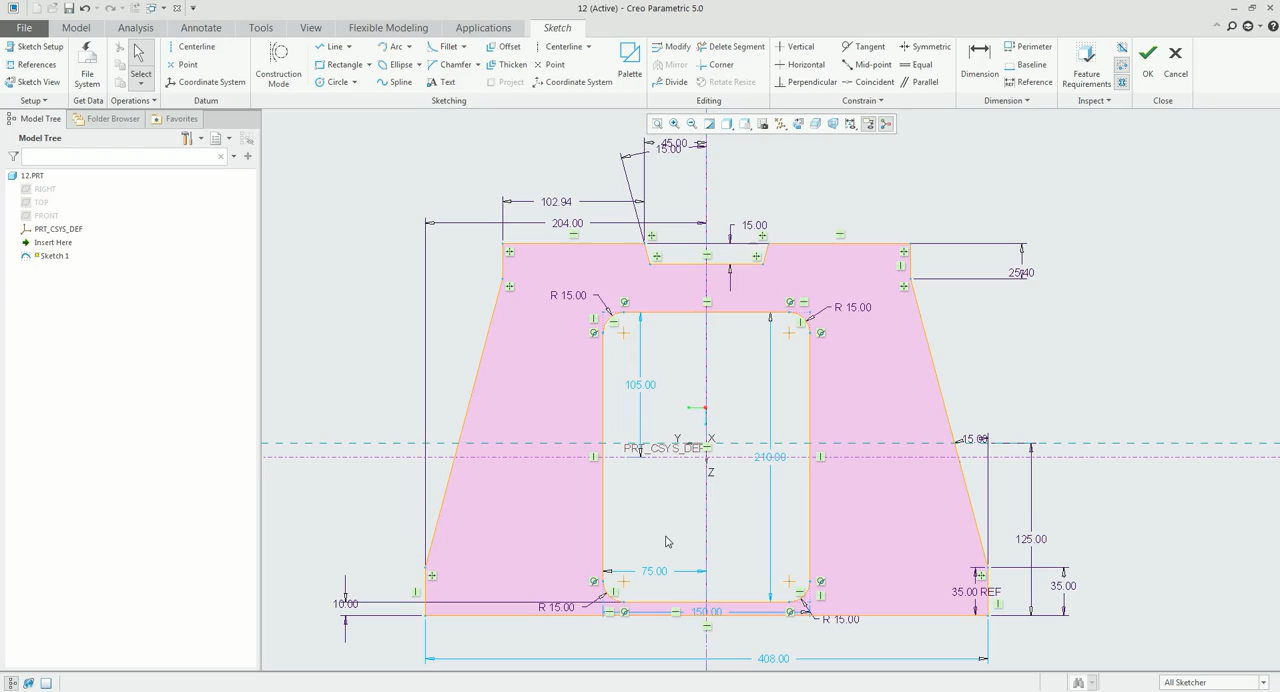 12 (Active) - Creo Parametric 5.0
File Model Analysis Annotate Tools View Flexible Modeling Applications Sketch
Sketch Setup
References
Sketch View
Setup
File System
Get Data
Select
Operations
Centerline
Point
Coordinate System
Datum
Construction Mode
Line Arc Fillet Offset Centerline
Rectangle Ellipse Chamfer Thicken Point
Circle Spline Text Project Coordinate System
Palette
Sketching
Modify Delete Segment
Mirror Corner
Divide Rotate Resize
Editing
Vertical Tangent Symmetric
Horizontal Mid-point Equal
Perpendicular Coincident Parallel
Constrain
Dimension
Perimeter
Baseline
Reference
Dimension
Feature Requirements
Inspect
OK
Cancel
Close
Model Tree Folder Browser Favorites
Model Tree
12.PRT
RIGHT
TOP
FRONT
PRT_CSYS_DEF
Insert Here
Sketch 1
45.00
15.00
102.94
204.00
15.00
25.40
R 15.00
R 15.00
105.00
15.00
Y X
PRT_CSYS_DEF
210.00
Z
125.00
75.00
35.00 REF
35.00
10.00
R 15.00
150.00
R 15.00
408.00
All Sketcher